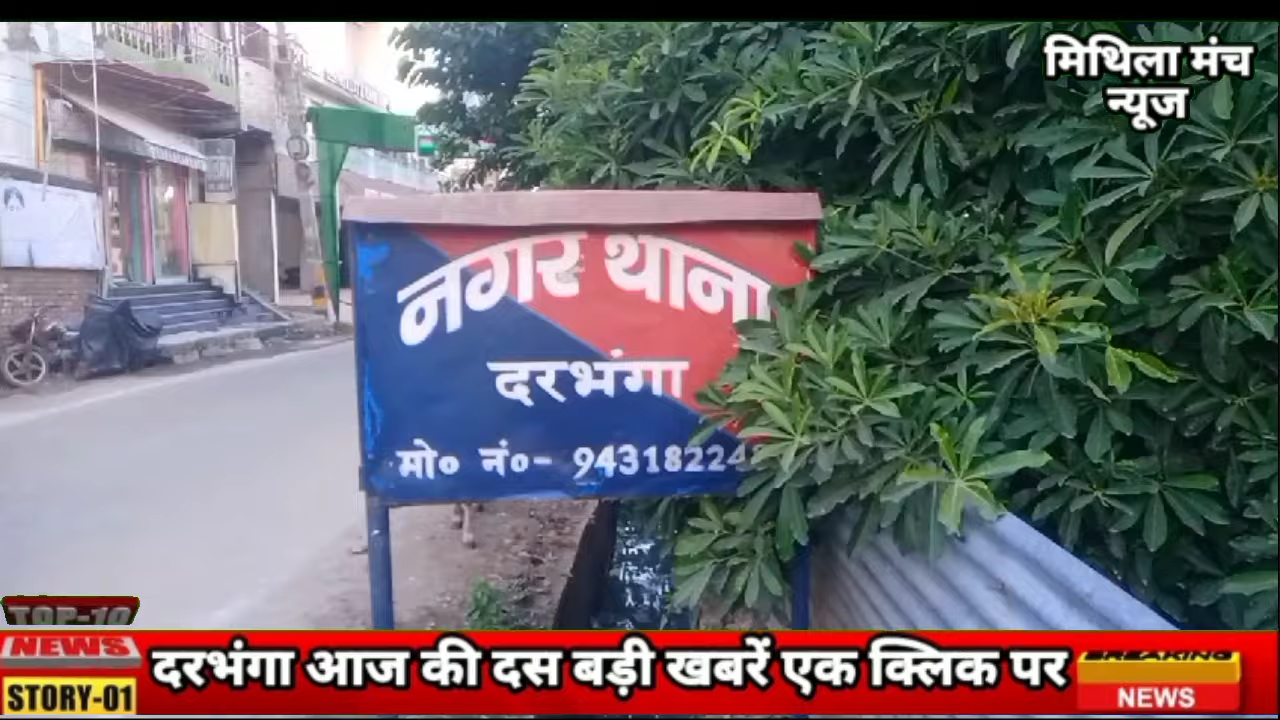 मिथिला मंच
न्यूज
नगर थाना
दरभंगा
मो० नं०- 94318224
TOP-10
NEWS
STORY-01
दरभंगा आज की दस बड़ी खबरें एक क्लिक पर
BREAKING
NEWS